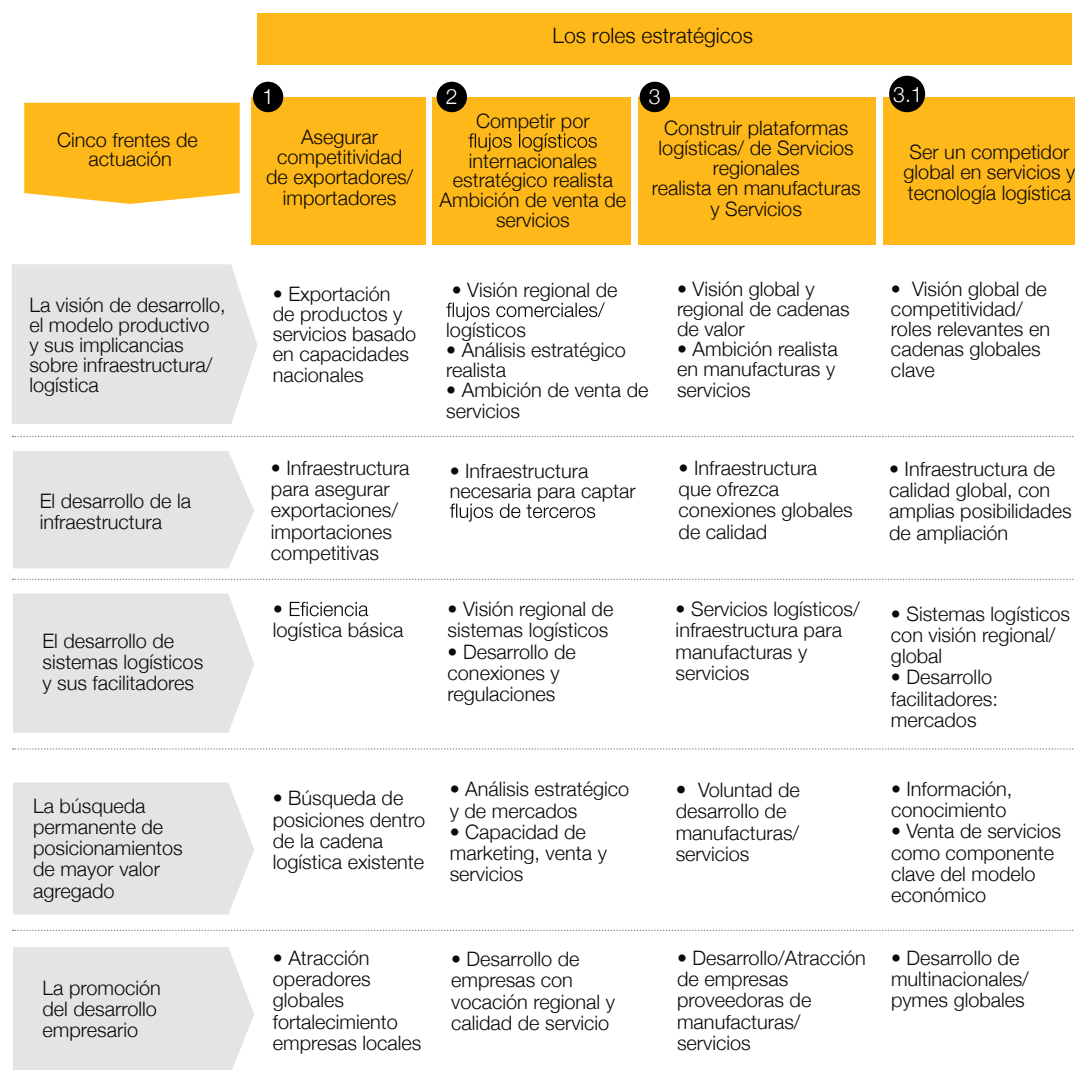 Los roles estratégicos
Cinco frentes de
actuación
1
Asegurar
competitividad
de exportadores/
importadores
2
Competir por
flujos logísticos
internacionales
estratégico realista
Ambición de venta de
servicios
3
Construir plataformas
logísticas/ de Servicios
regionales
realista en manufacturas
y Servicios
3.1
Ser un competidor
global en servicios y
tecnología logística
La visión de desarrollo,
el modelo productivo
y sus implicancias
sobre infraestructura/
logística
• Exportación
de productos y
servicios basado
en capacidades
nacionales
• Visión regional de
flujos comerciales/
logísticos
• Análisis estratégico
realista
• Ambición de venta de
servicios
• Visión global y
regional de cadenas
de valor
• Ambición realista
en manufacturas y
servicios
• Visión global de
competitividad/
roles relevantes en
cadenas globales
clave
El desarrollo de la
infraestructura
• Infraestructura
para asegurar
exportaciones/
importaciones
competitivas
• Infraestructura
necesaria para captar
flujos de terceros
• Infraestructura
que ofrezca
conexiones globales
de calidad
• Infraestructura de
calidad global, con
amplias posibilidades
de ampliación
El desarrollo de
sistemas logísticos
y sus facilitadores
• Eficiencia
logística básica
• Visión regional de
sistemas logísticos
• Desarrollo de
conexiones y
regulaciones
• Servicios logísticos/
infraestructura para
manufacturas y
servicios
• Sistemas logísticos
con visión regional/
global
• Desarrollo
facilitadores:
mercados
La búsqueda
permanente de
posicionamientos
de mayor valor
agregado
• Búsqueda de
posiciones dentro
de la cadena
logística existente
• Análisis estratégico
y de mercados
• Capacidad de
marketing, venta y
servicios
• Voluntad de
desarrollo de
manufacturas/
servicios
• Información,
conocimiento
• Venta de servicios
como componente
clave del modelo
económico
La promoción
del desarrollo
empresario
• Atracción
operadores
globales
fortalecimiento
empresas locales
• Desarrollo de
empresas con
vocación regional y
calidad de servicio
• Desarrollo/Atracción
de empresas
proveedoras de
manufacturas/
servicios
• Desarrollo de
multinacionales/
pymes globales